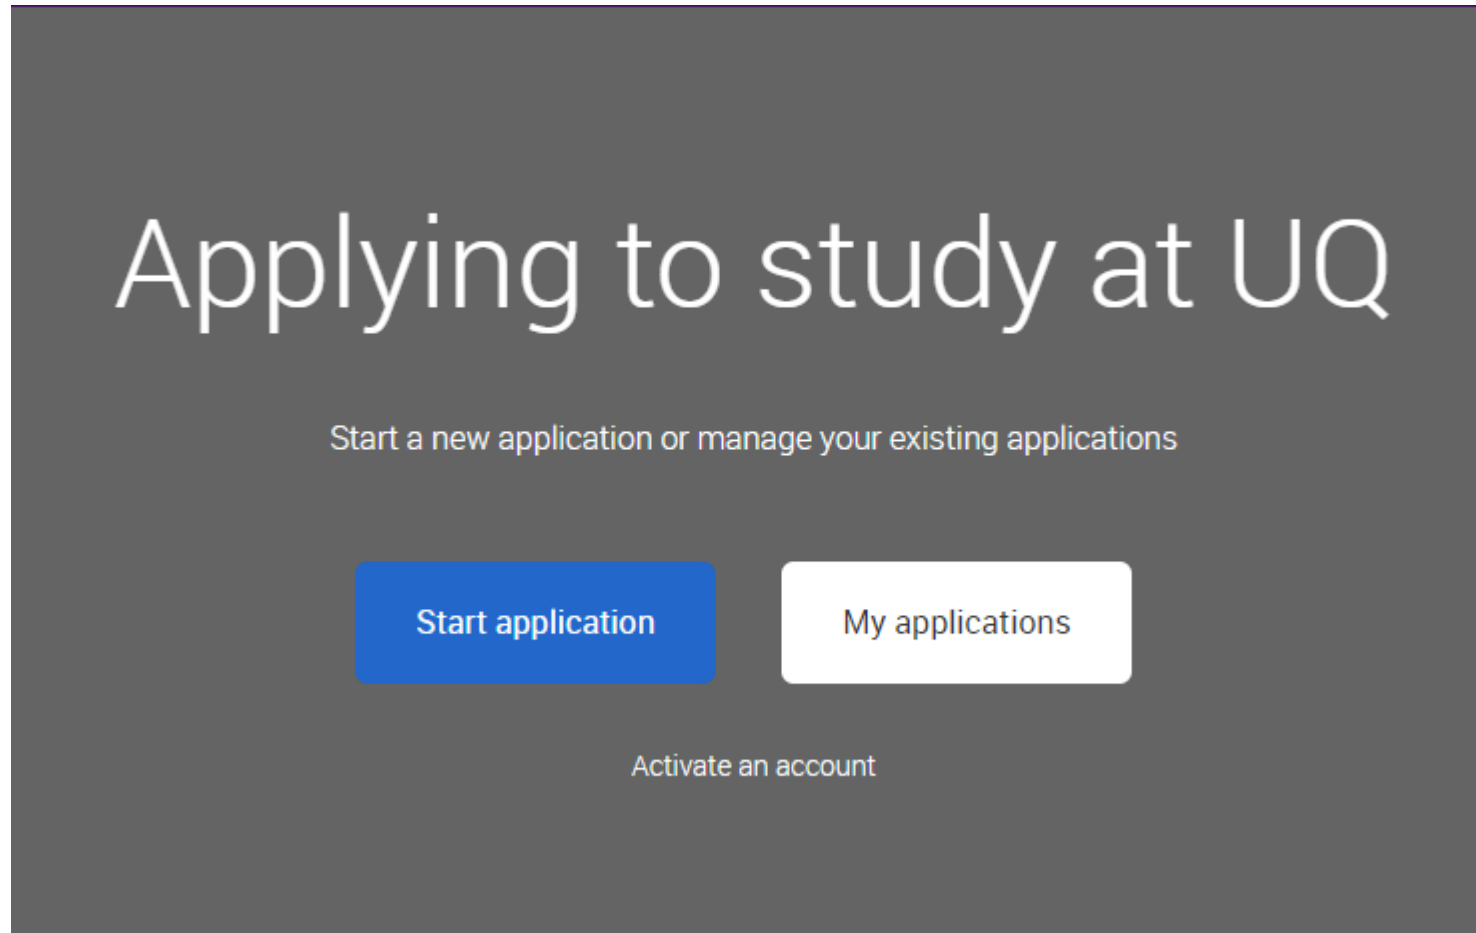 Applying to study at UQ
Start a new application or manage your existing applications
Start application
My applications
Activate an account